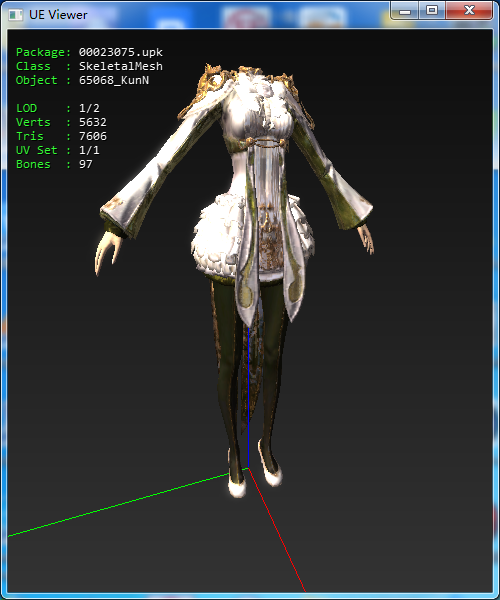 UE Viewer
Package: 00023075.upk
Class : SkeletalMesh
Object : 65068_KunN
LOD : 1/2
Verts : 5632
Tris : 7606
UV Set : 1/1
Bones : 97